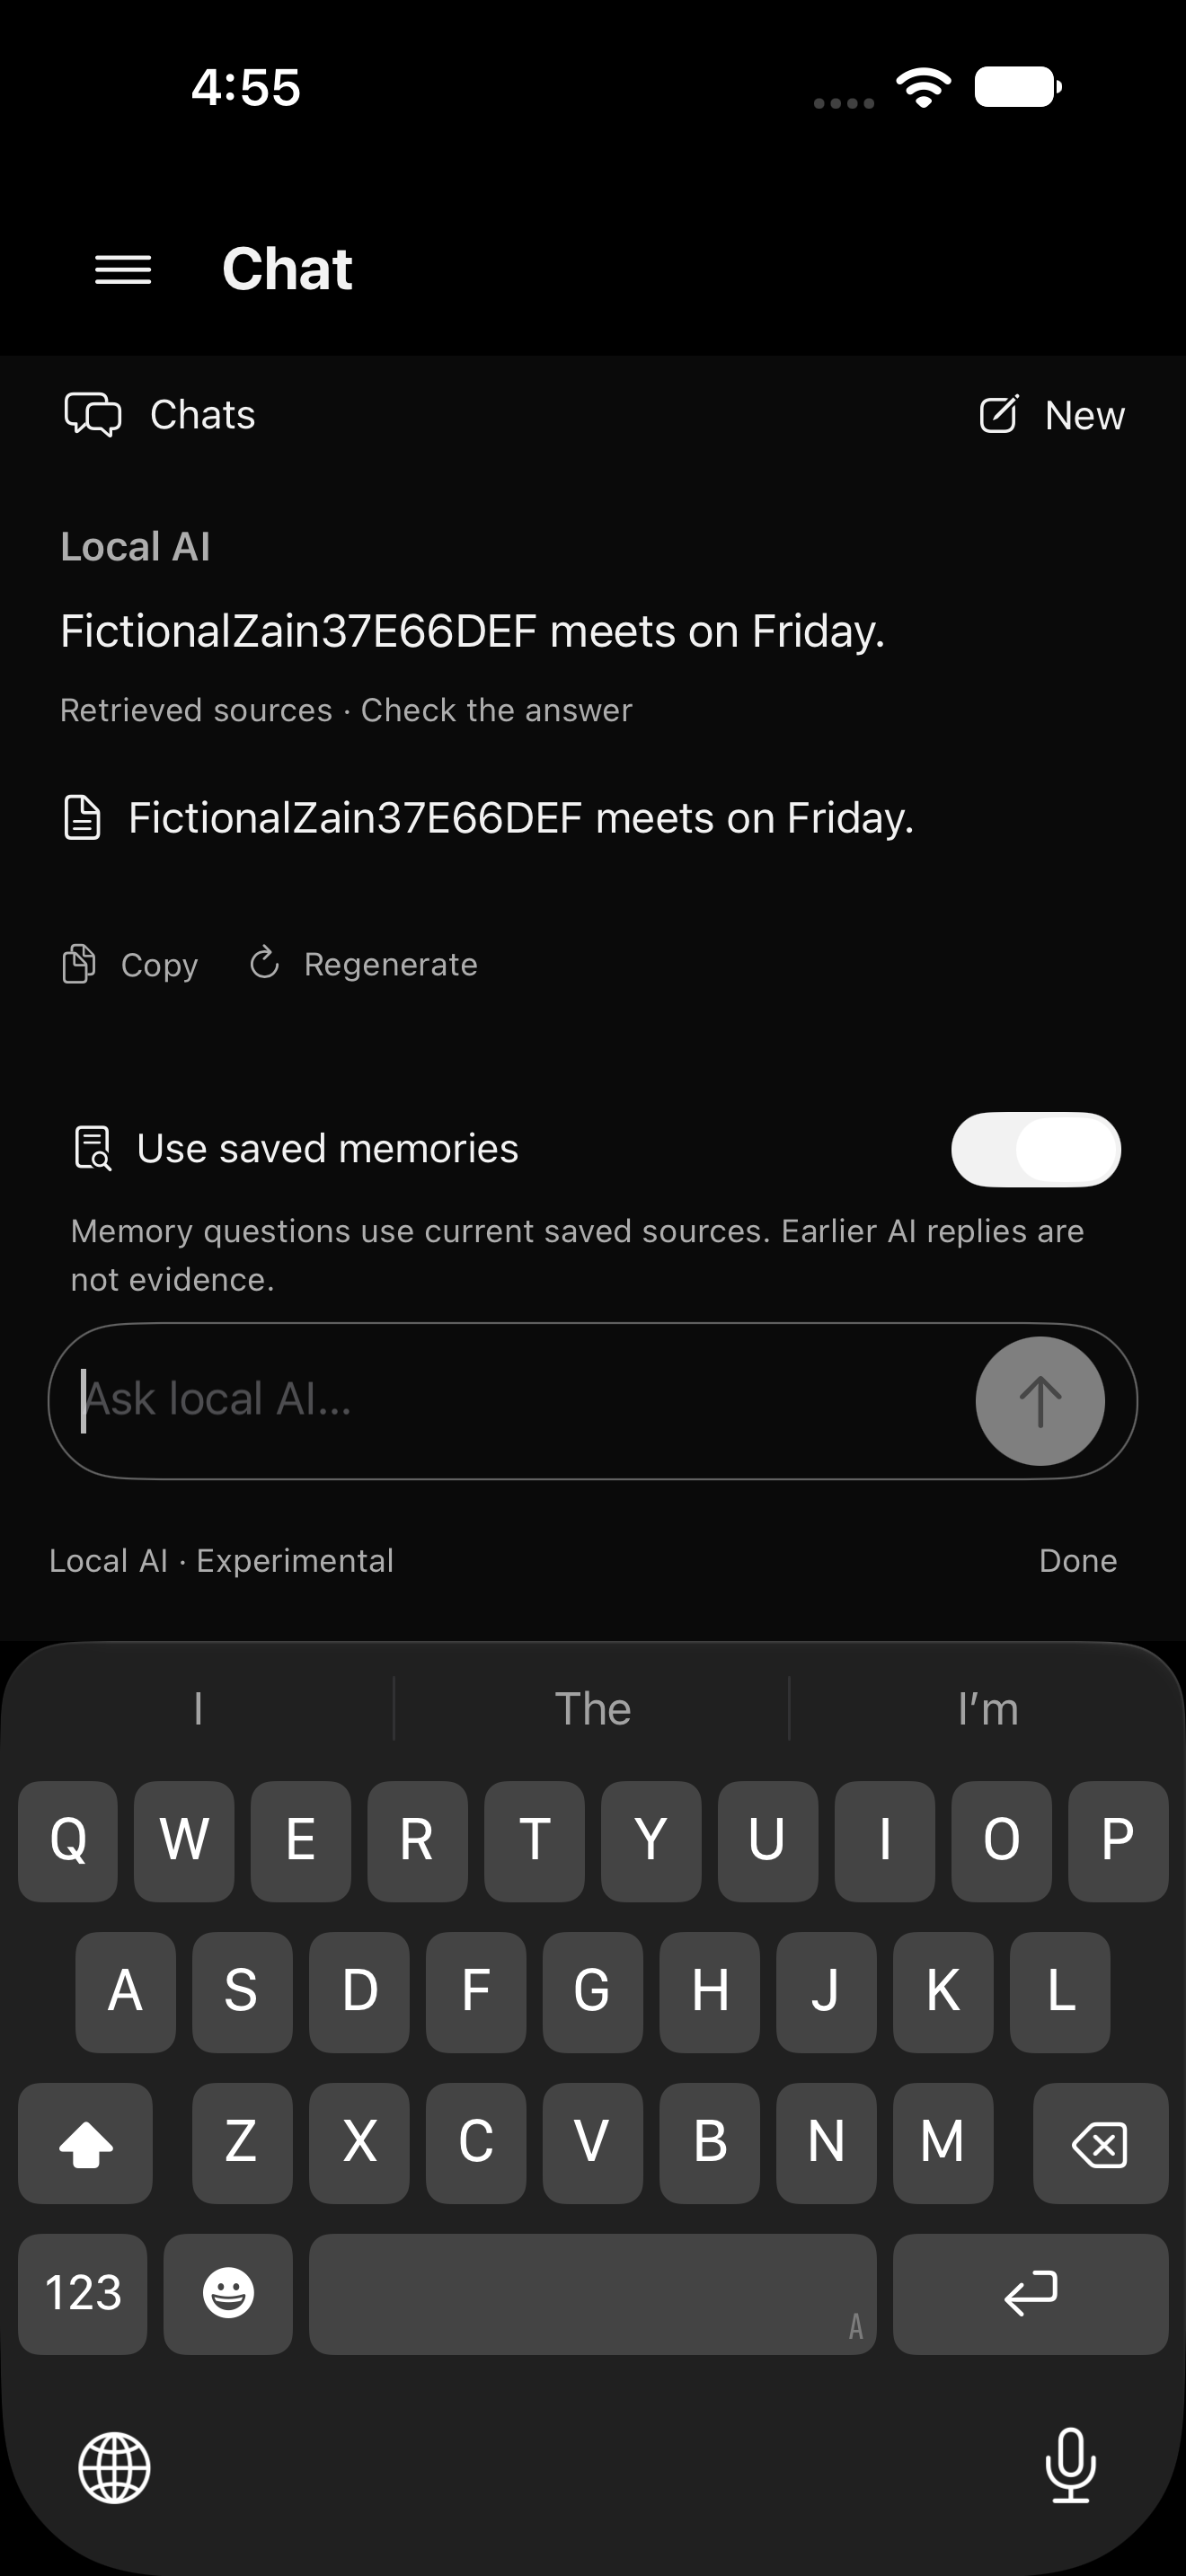 4:55
Chat
Chats
New
Local AI
FictionalZain37E66DEF meets on Friday.
Retrieved sources · Check the answer
FictionalZain37E66DEF meets on Friday.
Copy
Regenerate
Use saved memories
Memory questions use current saved sources. Earlier AI replies are
not evidence.
Ask local AI...
Local AI · Experimental
Done
I
The
I’m
Q W E R T Y U I O P
A S D F G H J K L
Z X C V B N M
123
A